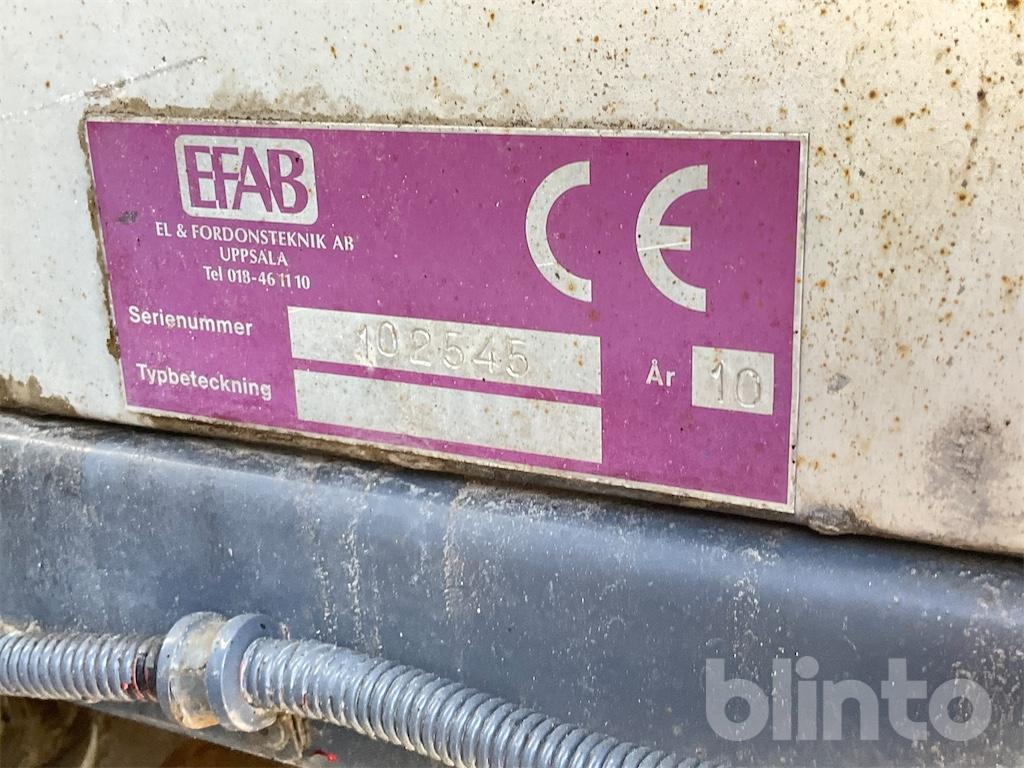 EFAB
EL & FORDONSTEKNIK AB
UPPSALA
Tel 018-46 11 10
CE
Serienummer 102545
Typbeteckning
År 10
blinto